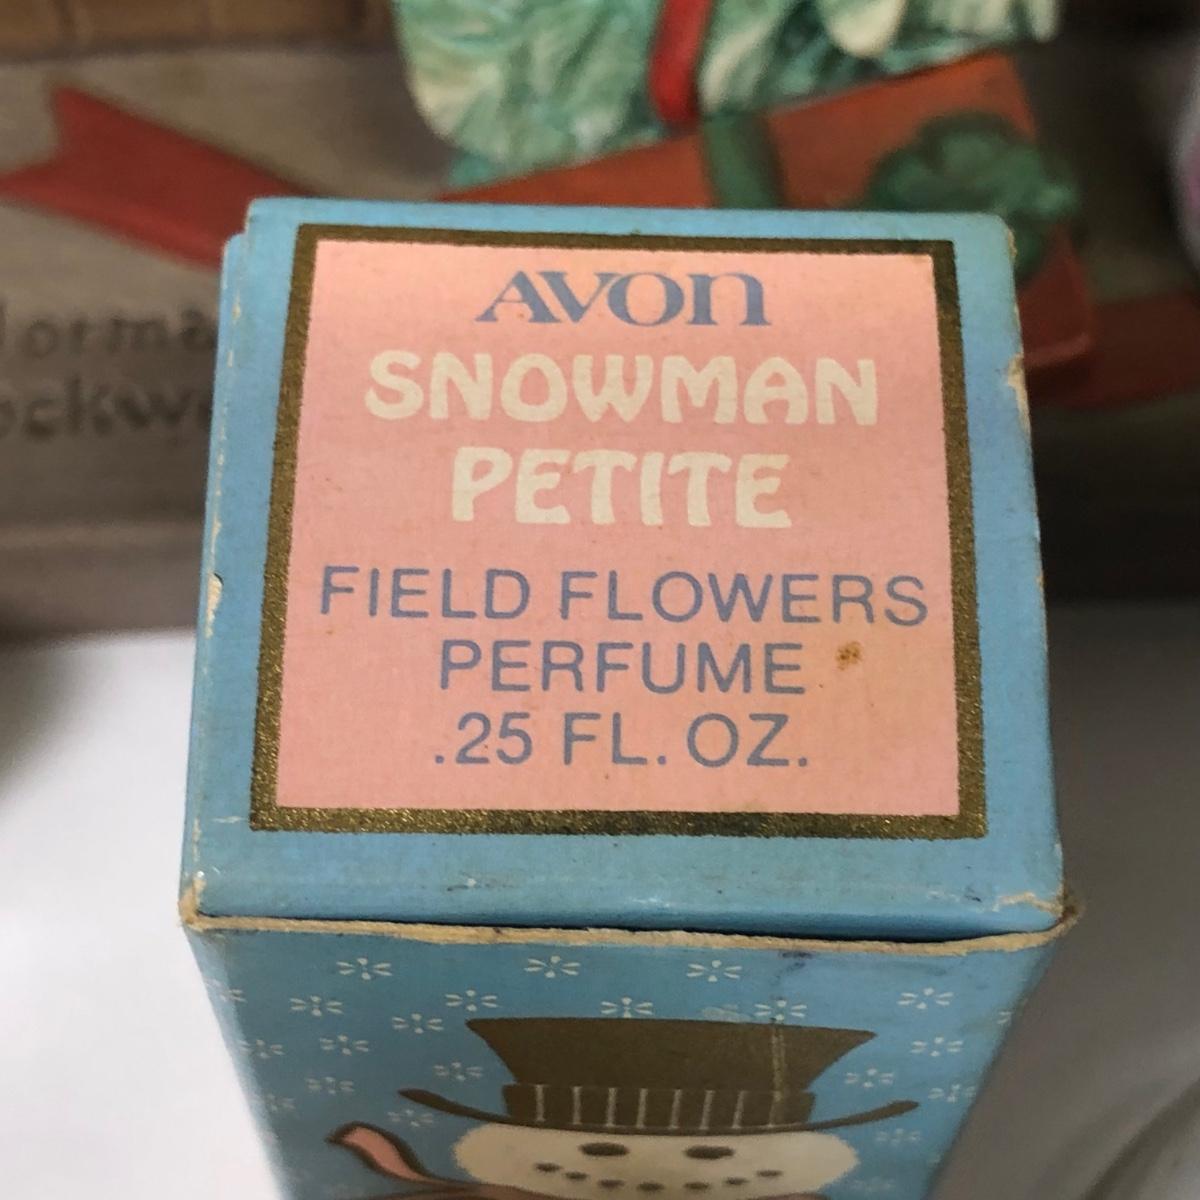 AVON
SNOWMAN
PETITE
FIELD FLOWERS
PERFUME
.25 FL. OZ.